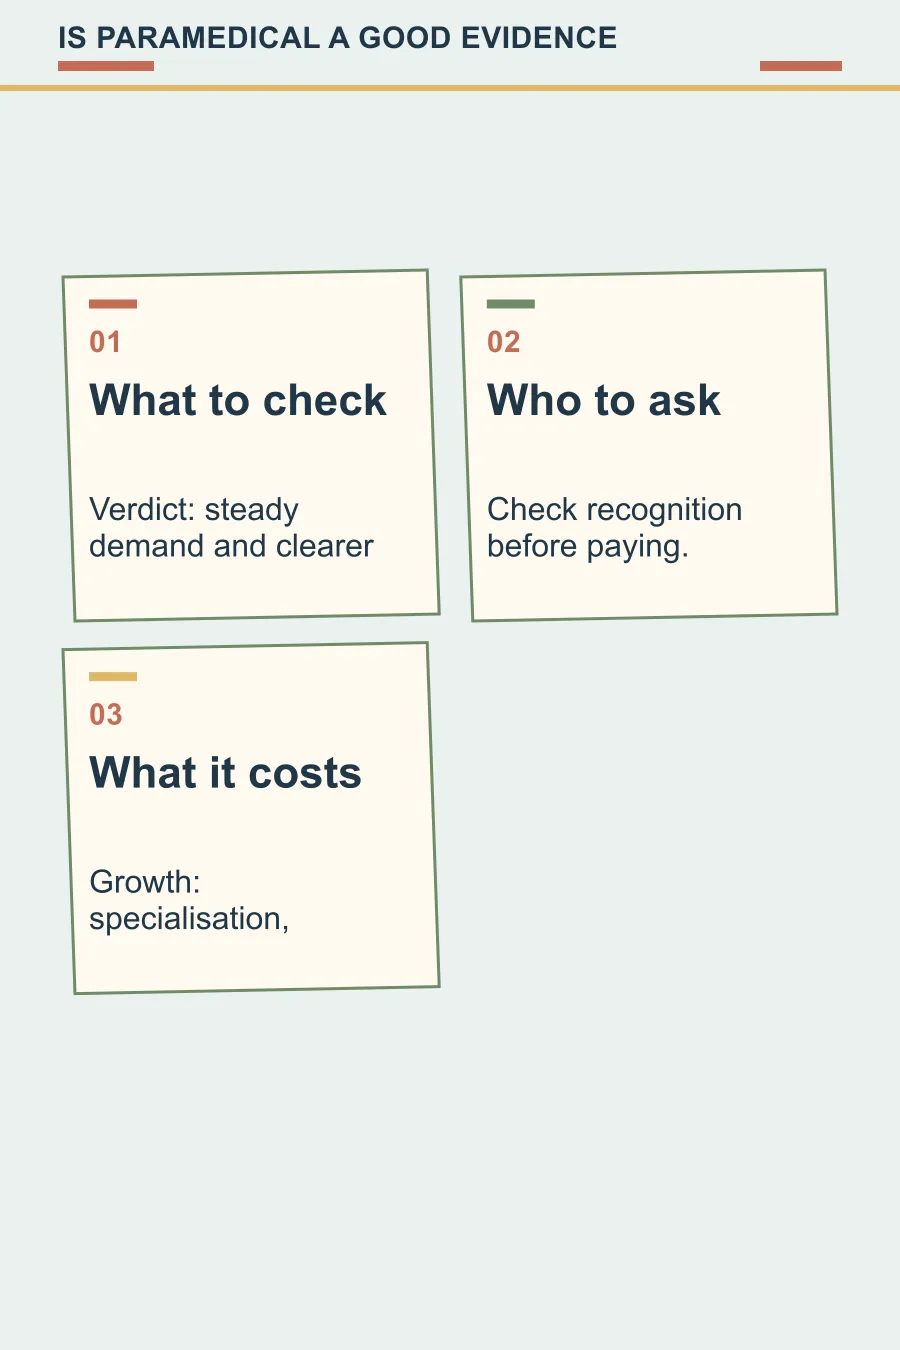 IS PARAMEDICAL A GOOD EVIDENCE
01
What to check
Verdict: steady
demand and clearer
02
Who to ask
Check recognition
before paying.
03
What it costs
Growth:
specialisation,